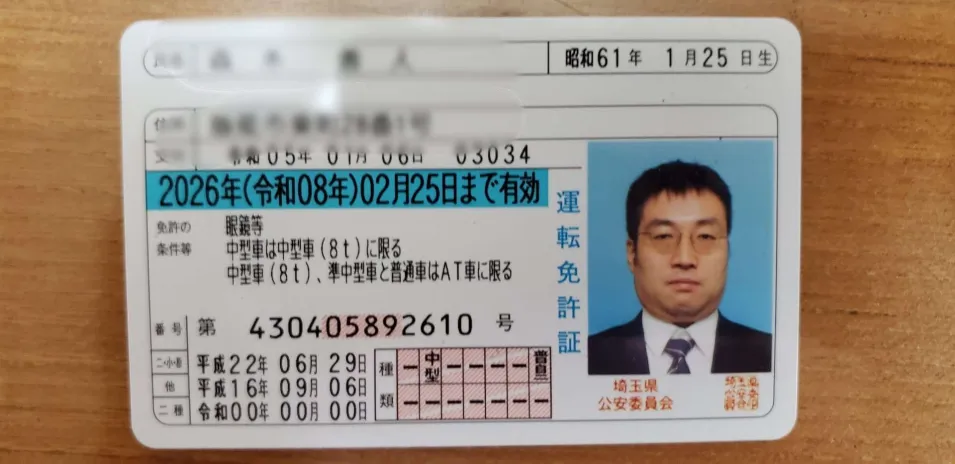 昭和61年 1月25日生
交付 令和05年01月06日 03034
2026年(令和08年)02月25日まで有効
免許の
条件等
眼鏡等
中型車は中型車(8t)に限る
中型車(8t)、準中型車と普通車はAT車に限る
番号 第 430405892610 号
二・小・原 平成22年06月29日
他 平成16年09月06日
二種 令和00年00月00日
種類
中型
普自二
運転免許証
埼玉県
公安委員会